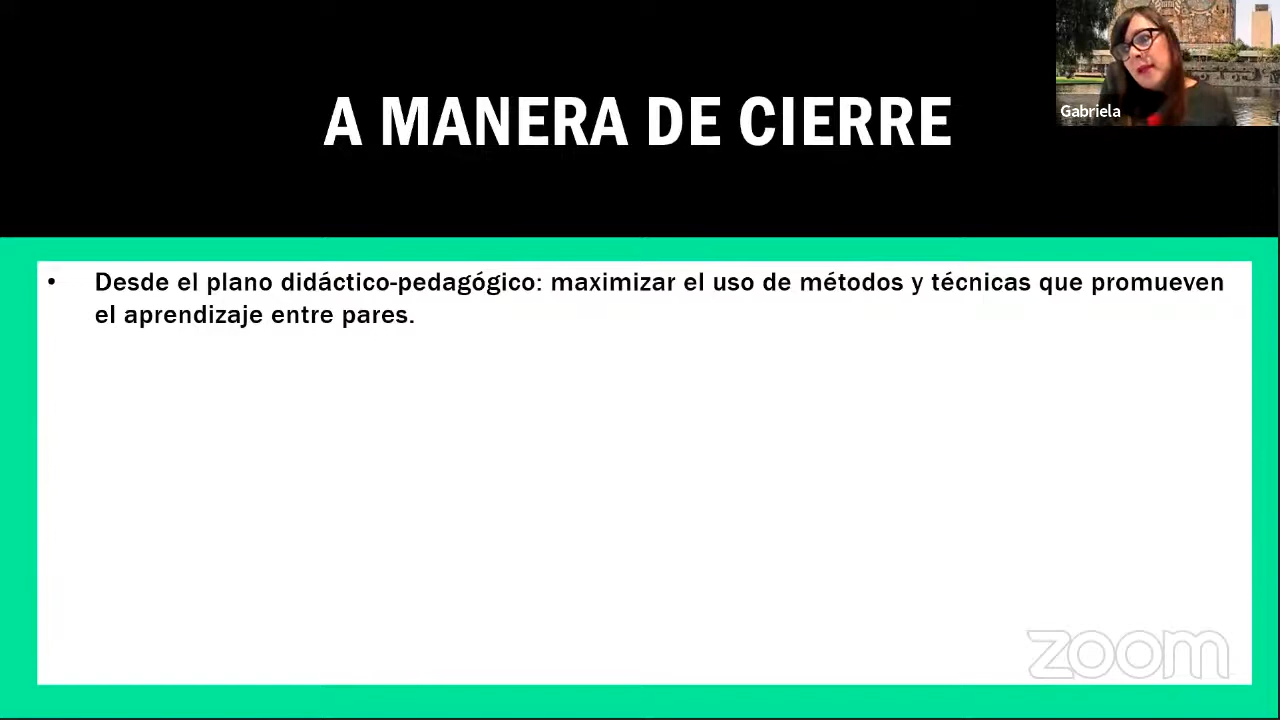 A MANERA DE CIERRE
Gabriela
• Desde el plano didáctico-pedagógico: maximizar el uso de métodos y técnicas que promueven
el aprendizaje entre pares.
zoom